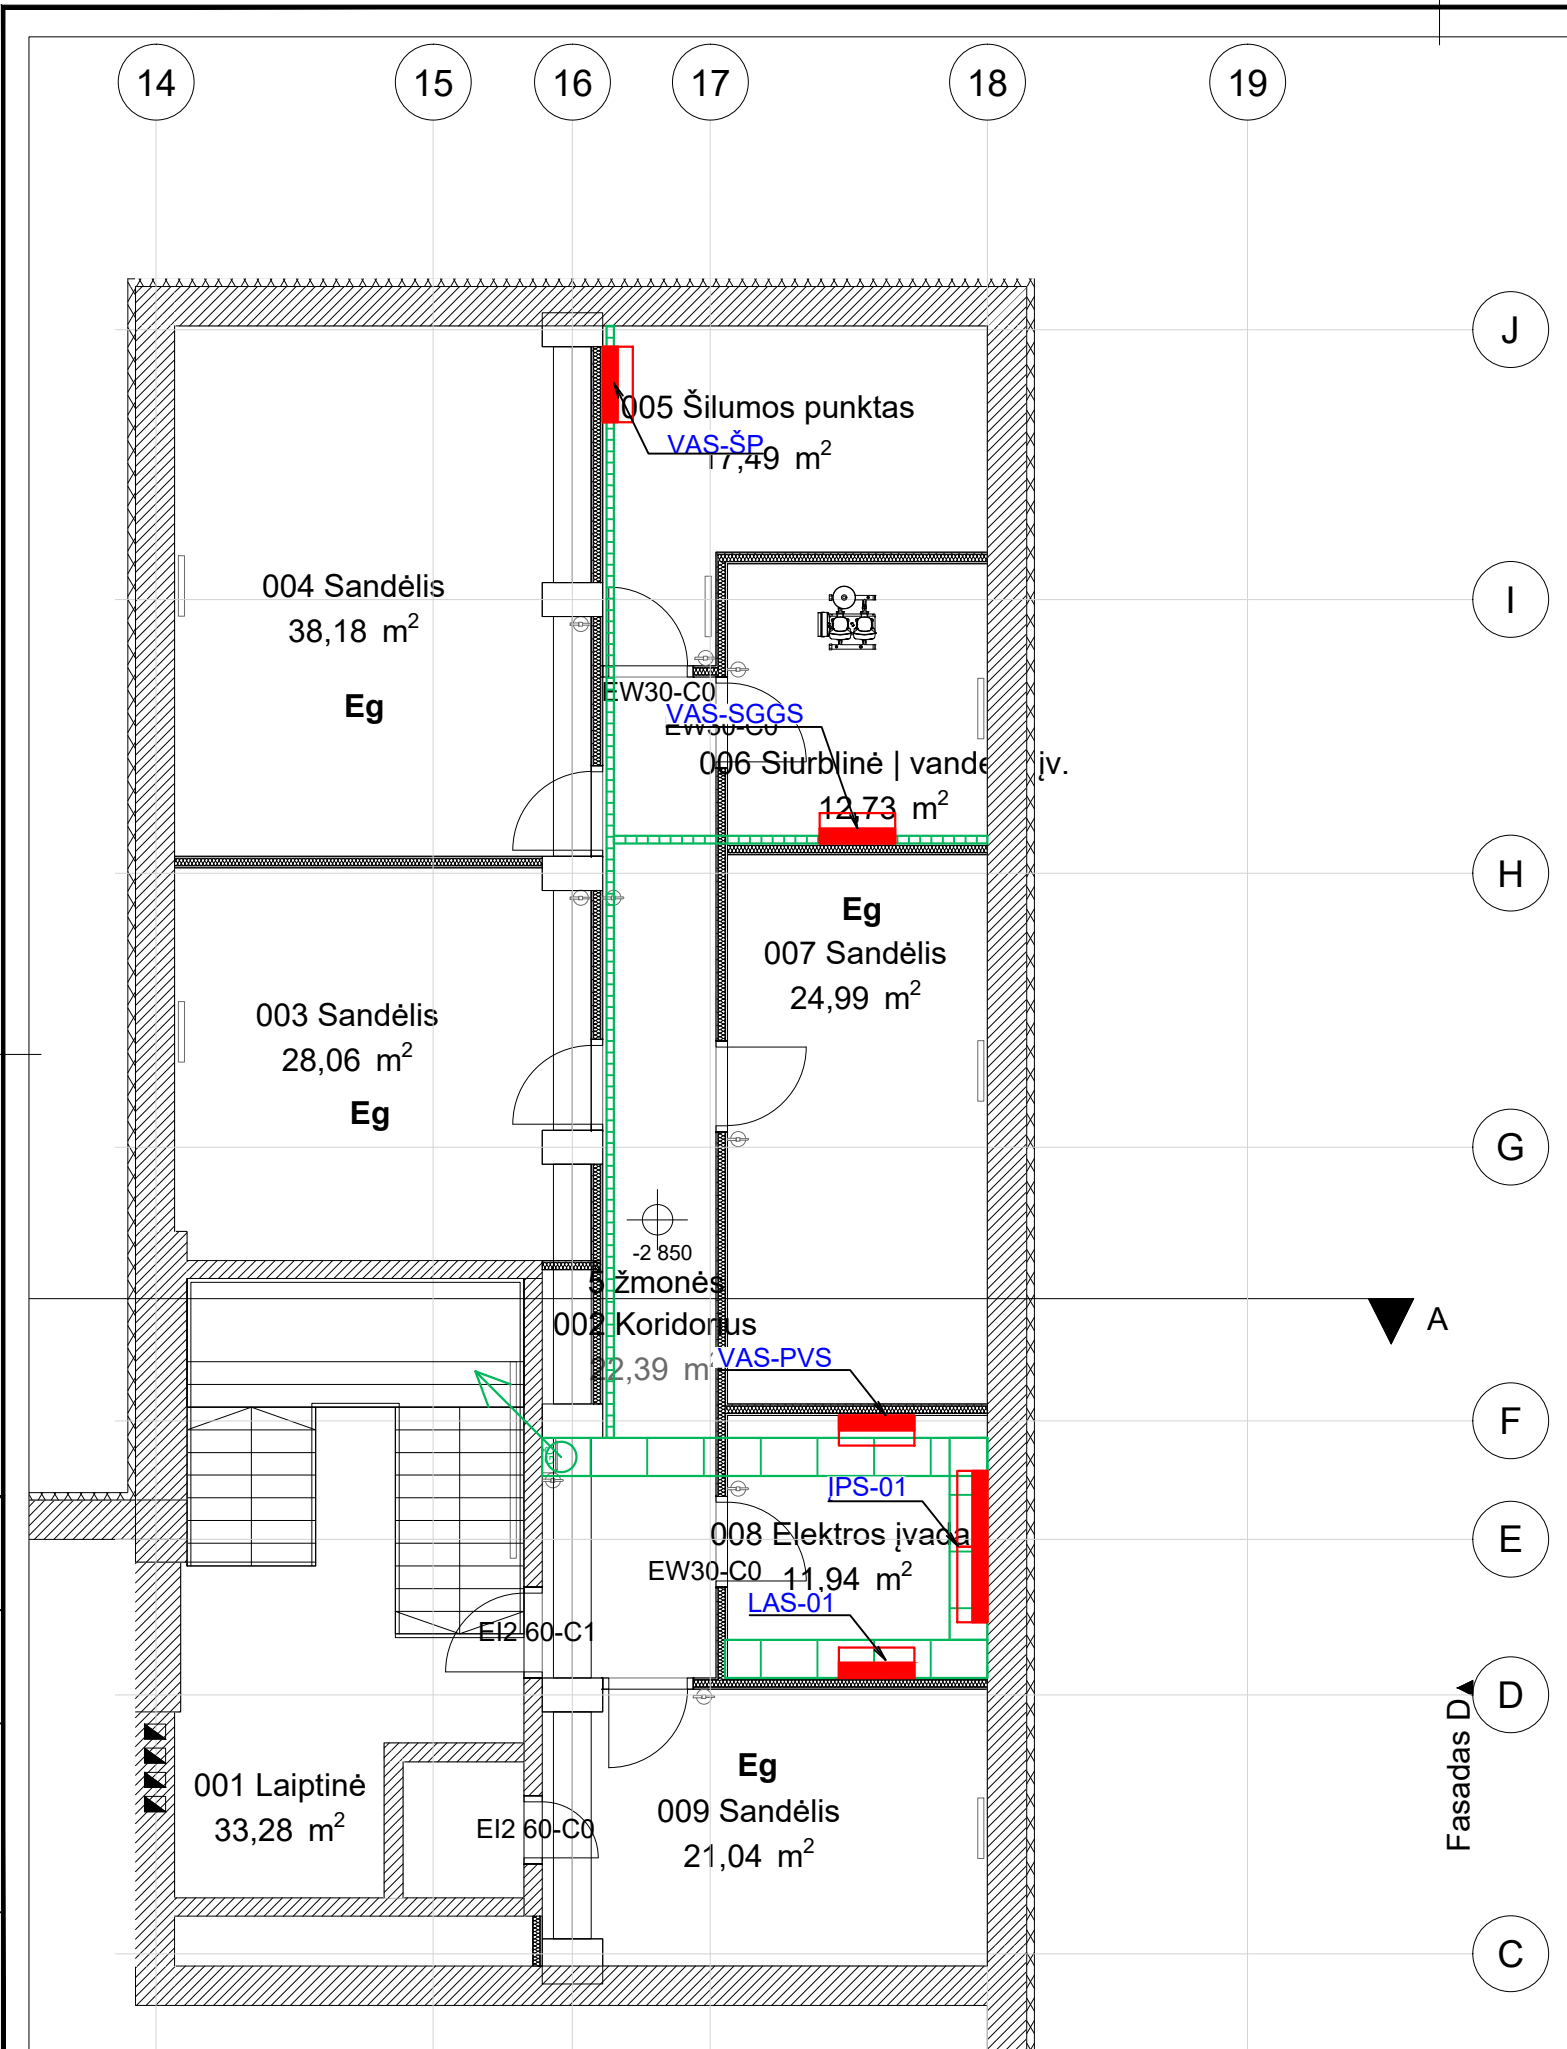 14
15
16
17
18
19
J
005 Šilumos punktas
VAS-ŠP
17,49 m²
004 Sandėlis
38,18 m²
Eg
I
EW30-C0
VAS-SGGS
EW30-C0
006 Siurblinė | įv.
12,73 m²
H
Eg
007 Sandėlis
24,99 m²
003 Sandėlis
28,06 m²
Eg
G
-2 850
5 žmonės
002 Koridorius
22,39 m²
A
VAS-PVS
F
ĮPS-01
008 Elektros įvada
EW30-C0
11,94 m²
E
LAS-01
EI2 60-C1
D
Fasadas D
Eg
009 Sandėlis
21,04 m²
001 Laiptinė
33,28 m²
EI2 60-C0
C